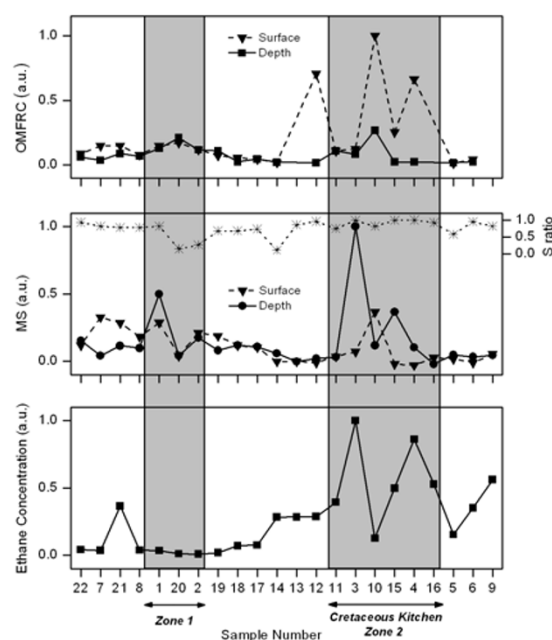 1.0
0.5
0.0
OMFRC (a.u.)
Surface
Depth
1.0
0.5
0.0
MS (a.u.)
1.0
0.5
0.0
S ratio
Surface
Depth
1.0
0.5
0.0
Ethane Concentration (a.u.)
22 7 21 8 1 20 2 19 18 17 14 13 12 11 3 10 15 4 16 5 6 9
Zone 1
Cretaceous Kitchen
Zone 2
Sample Number